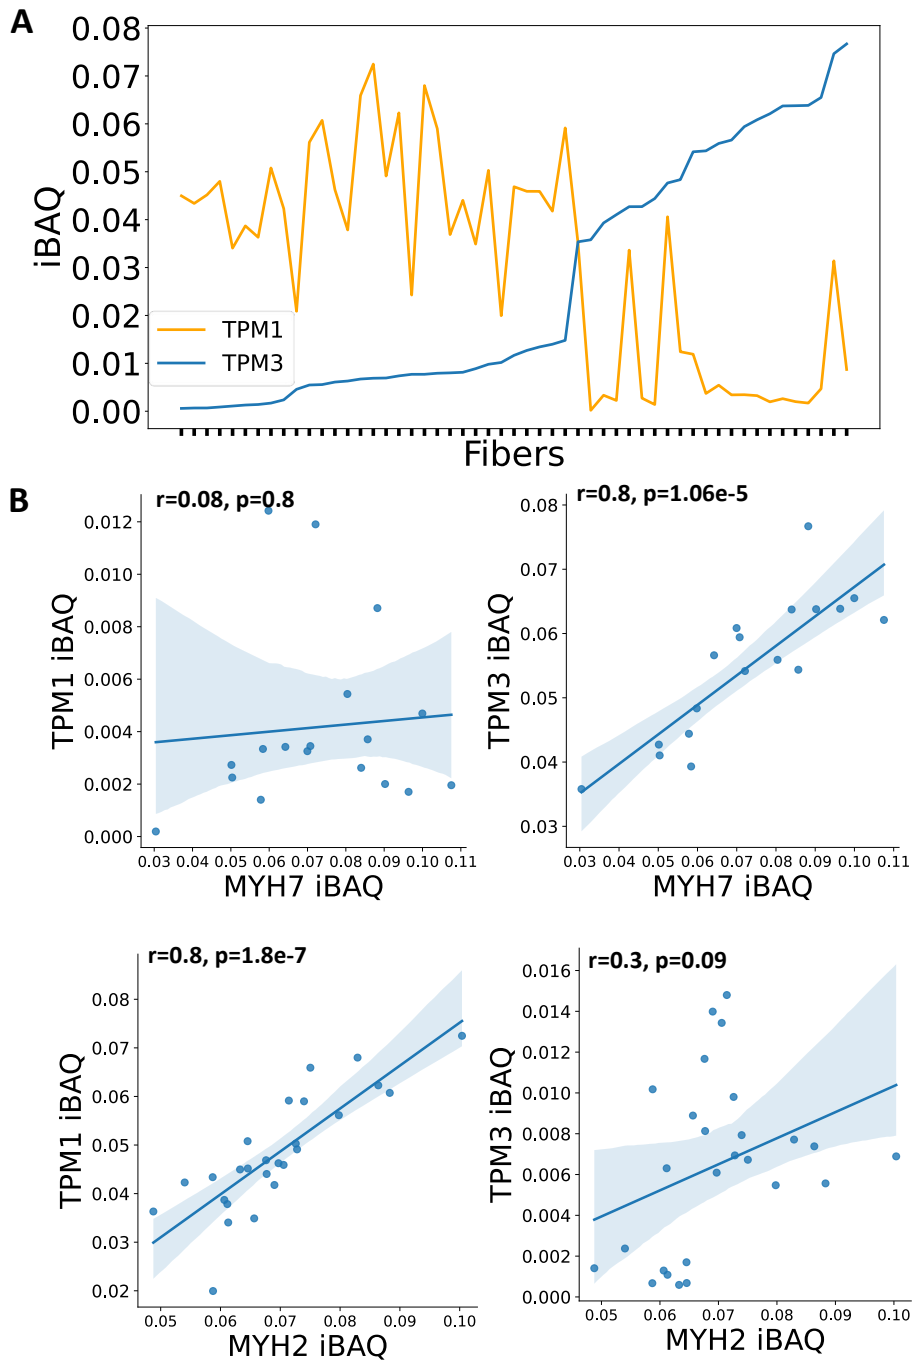 A
0.08
0.07
0.06
0.05
0.04
0.03
0.02
0.01
0.00
iBAQ
TPM1
TPM3
Fibers
B
r=0.08, p=0.8
0.012
0.010
0.008
0.006
0.004
0.002
0.000
TPM1 iBAQ
0.03 0.04 0.05 0.06 0.07 0.08 0.09 0.10 0.11
MYH7 iBAQ
r=0.8, p=1.06e-5
0.08
0.07
0.06
0.05
0.04
0.03
TPM3 iBAQ
0.03 0.04 0.05 0.06 0.07 0.08 0.09 0.10 0.11
MYH7 iBAQ
r=0.8, p=1.8e-7
0.08
0.07
0.06
0.05
0.04
0.03
0.02
TPM1 iBAQ
0.05 0.06 0.07 0.08 0.09 0.10
MYH2 iBAQ
r=0.3, p=0.09
0.016
0.014
0.012
0.010
0.008
0.006
0.004
0.002
0.000
TPM3 iBAQ
0.05 0.06 0.07 0.08 0.09 0.10
MYH2 iBAQ